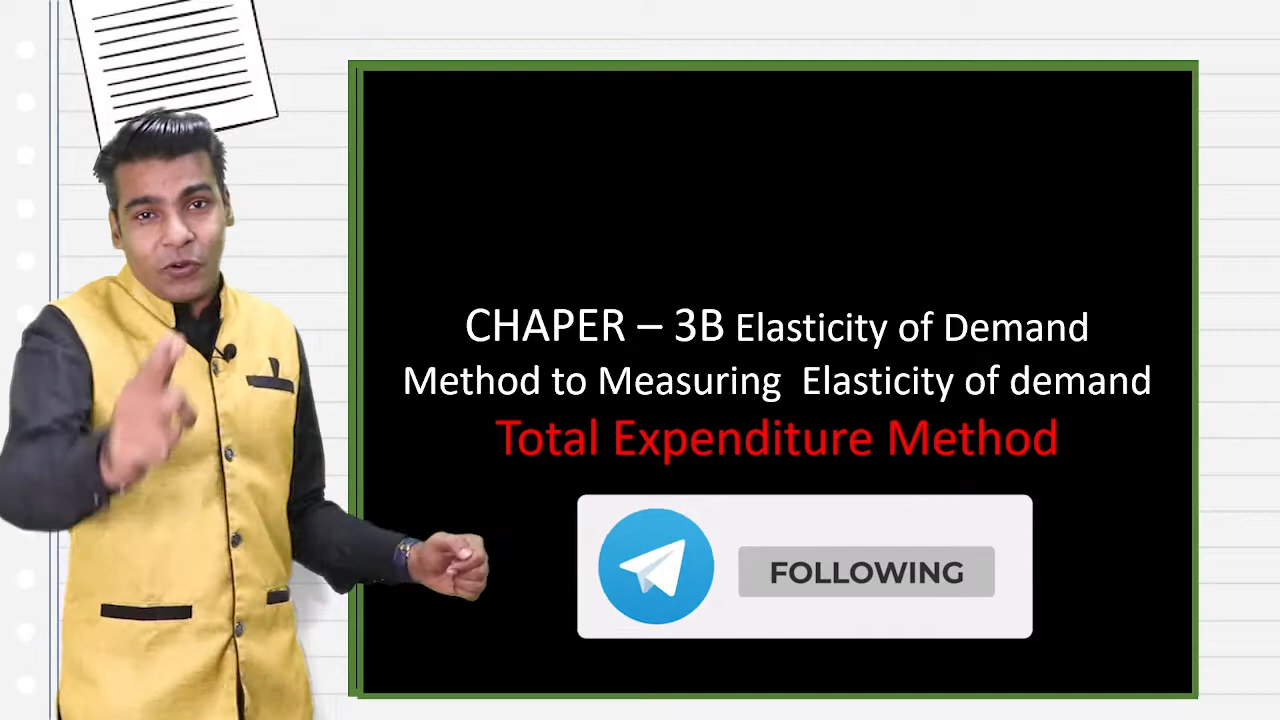 CHAPER – 3B Elasticity of Demand
Method to Measuring Elasticity of demand
Total Expenditure Method
FOLLOWING